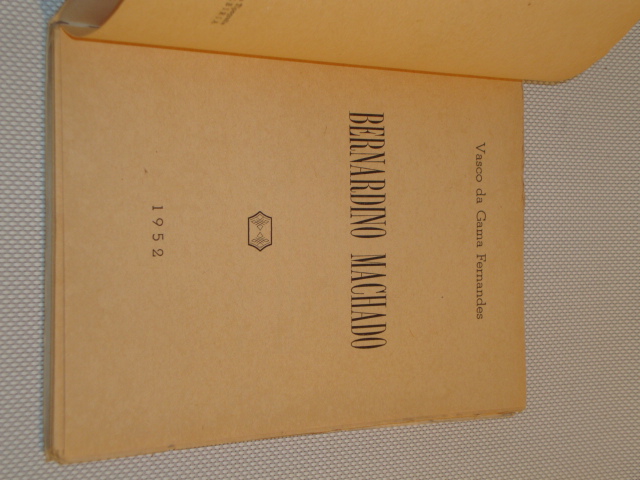 Vasco da Gama Fernandes
BERNARDINO MACHADO
1952